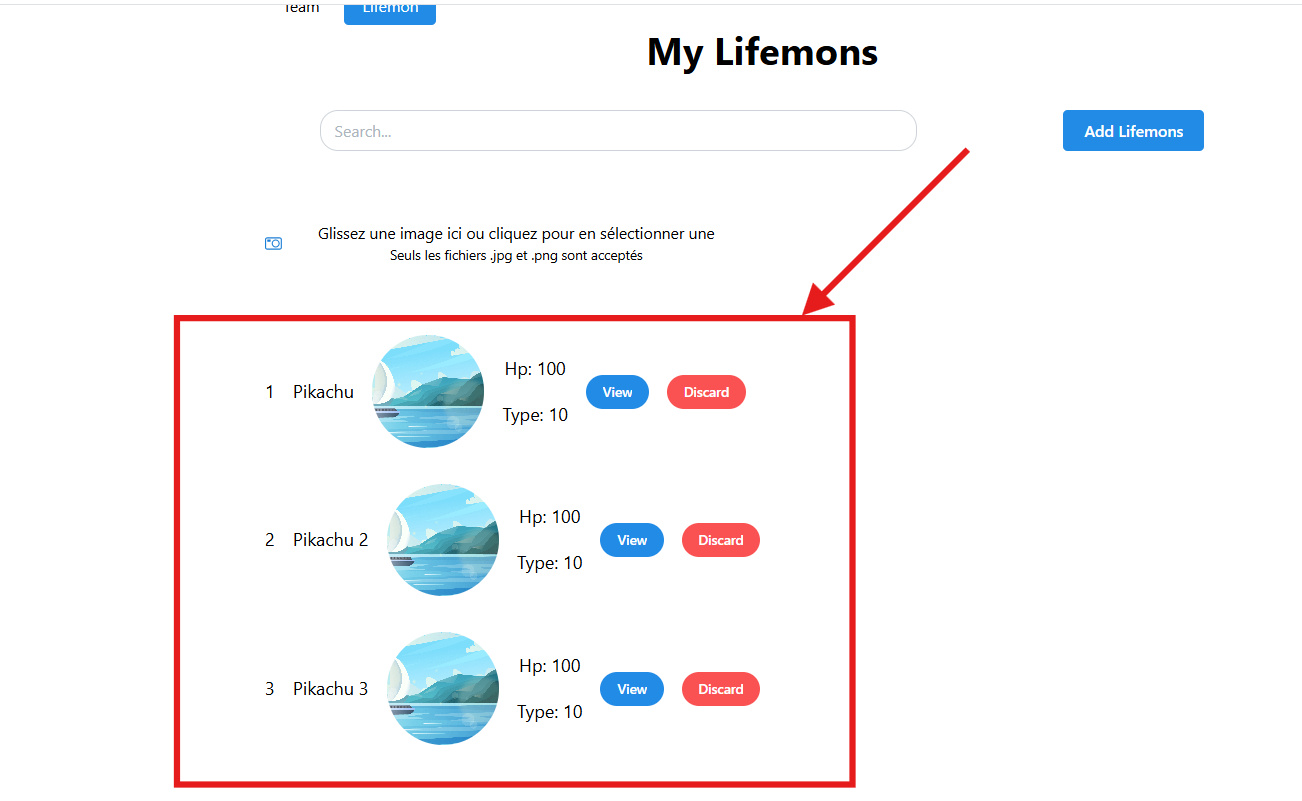 Team
Lifemon
My Lifemons
Search...
Add Lifemons
Glissez une image ici ou cliquez pour en sélectionner une
Seuls les fichiers .jpg et .png sont acceptés
1 Pikachu Hp: 100 View Discard
Type: 10
2 Pikachu 2 Hp: 100 View Discard
Type: 10
3 Pikachu 3 Hp: 100 View Discard
Type: 10